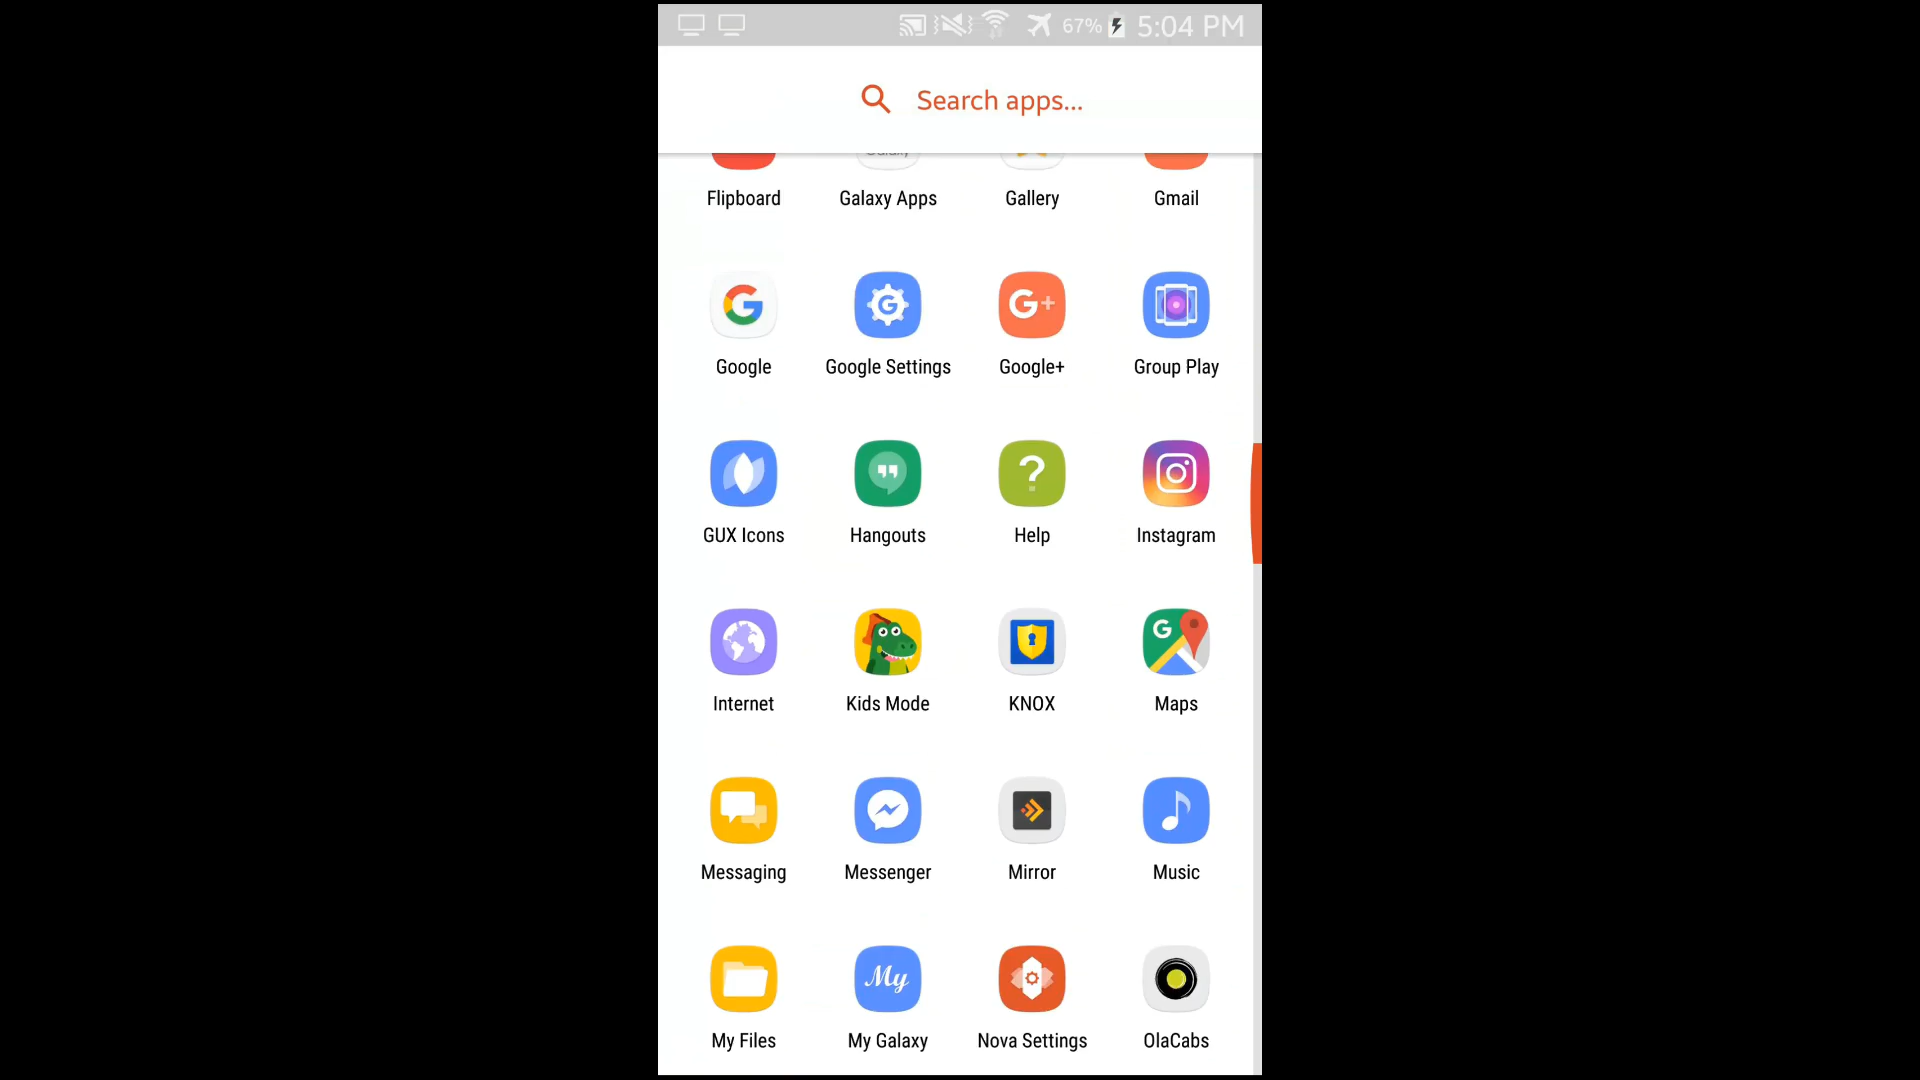 67% 5:04 PM
Search apps...
Galaxy
Flipboard Galaxy Apps Gallery Gmail
G G G+
Google Google Settings Google+ Group Play
?
GUX Icons Hangouts Help Instagram
G
Internet Kids Mode KNOX Maps
Messaging Messenger Mirror Music
My
My Files My Galaxy Nova Settings OlaCabs